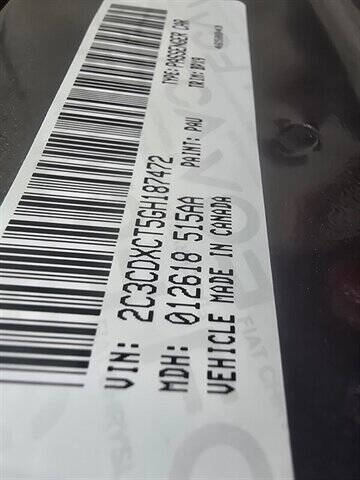 VIN: 2C3CDXCT5GH187472
TYPE: PASSENGER CAR
MDH: 012618 515AA
PAINT: PAU
VEHICLE MADE IN CANADA